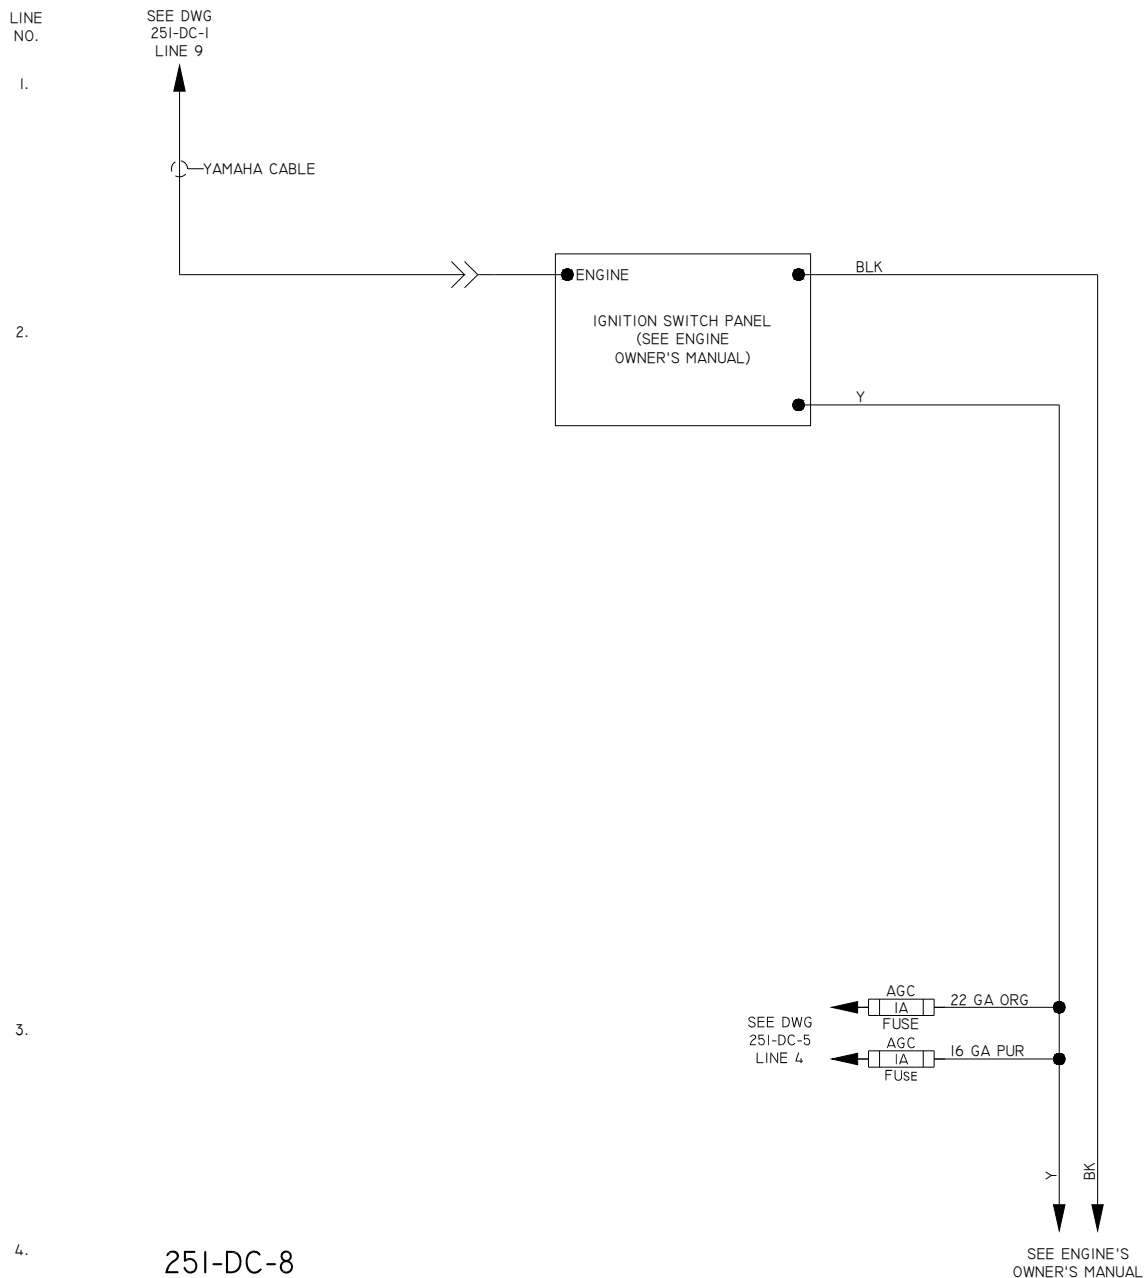 LINE
NO.
SEE DWG
251-DC-1
LINE 9
1.
YAMAHA CABLE
ENGINE
BLK
IGNITION SWITCH PANEL
(SEE ENGINE
OWNER'S MANUAL)
2.
Y
AGC
1A
FUSE
22 GA ORG
SEE DWG
251-DC-5
LINE 4
3.
AGC
1A
FUSE
16 GA PUR
Y
BK
4.
251-DC-8
SEE ENGINE'S
OWNER'S MANUAL